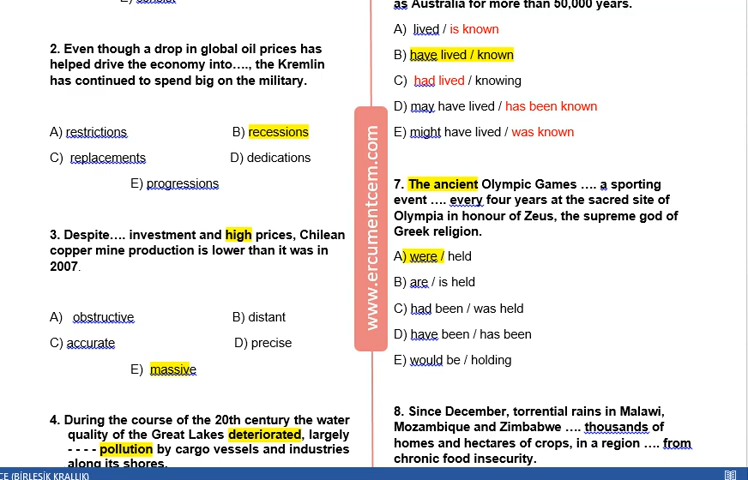 E) consist
2. Even though a drop in global oil prices has
helped drive the economy into…., the Kremlin
has continued to spend big on the military.
A) restrictions
B) recessions
C) replacements
D) dedications
E) progressions
3. Despite…. investment and high prices, Chilean
copper mine production is lower than it was in
2007.
A) obstructive
B) distant
C) accurate
D) precise
E) massive
4. During the course of the 20th century the water
quality of the Great Lakes deteriorated, largely
- - - - pollution by cargo vessels and industries
along its shores.
www.ercumentcem.com
as Australia for more than 50,000 years.
A) lived / is known
B) have lived / known
C) had lived / knowing
D) may have lived / has been known
E) might have lived / was known
7. The ancient Olympic Games …. a sporting
event …. every four years at the sacred site of
Olympia in honour of Zeus, the supreme god of
Greek religion.
A) were / held
B) are / is held
C) had been / was held
D) have been / has been
E) would be / holding
8. Since December, torrential rains in Malawi,
Mozambique and Zimbabwe …. thousands of
homes and hectares of crops, in a region …. from
chronic food insecurity.
CE (BİRLEŞİK KRALLIK)